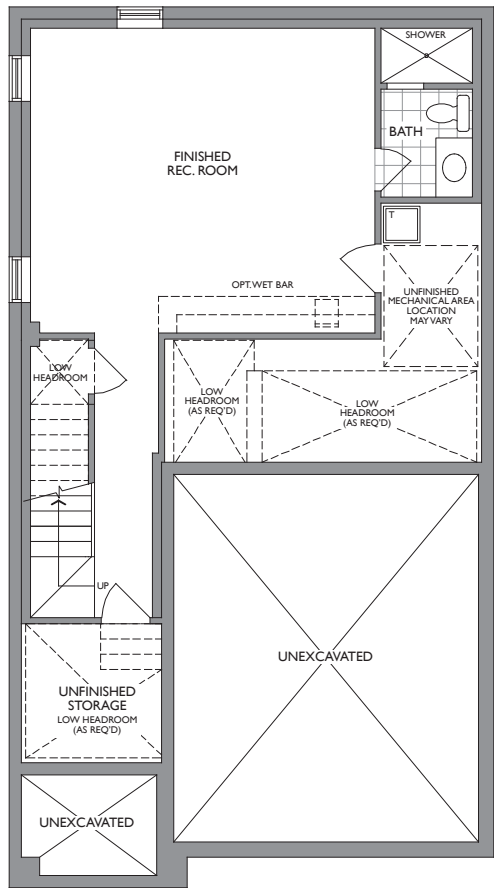 SHOWER
BATH
FINISHED
REC. ROOM
T
OPT.WET BAR
UNFINISHED
MECHANICAL AREA
LOCATION
MAY VARY
LOW
HEADROOM
LOW
HEADROOM
(AS REQ'D)
LOW
HEADROOM
(AS REQ'D)
UP
UNEXCAVATED
UNFINISHED
STORAGE
LOW HEADROOM
(AS REQ'D)
UNEXCAVATED